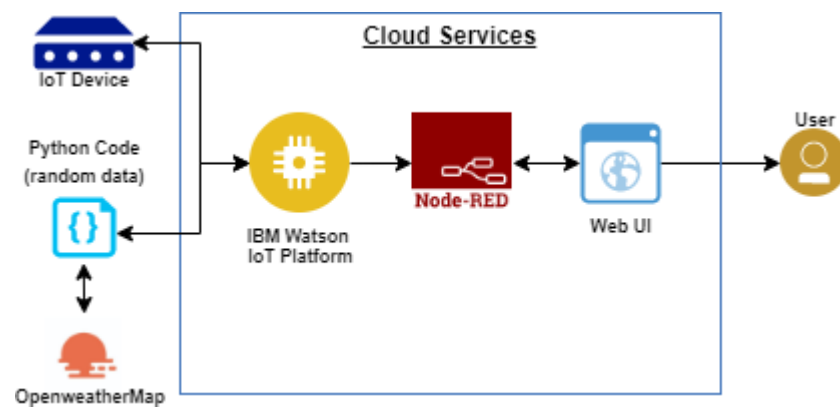 Cloud Services
IoT Device
Python Code
(random data)
{}
OpenweatherMap
IBM Watson
IoT Platform
Node-RED
Web UI
User